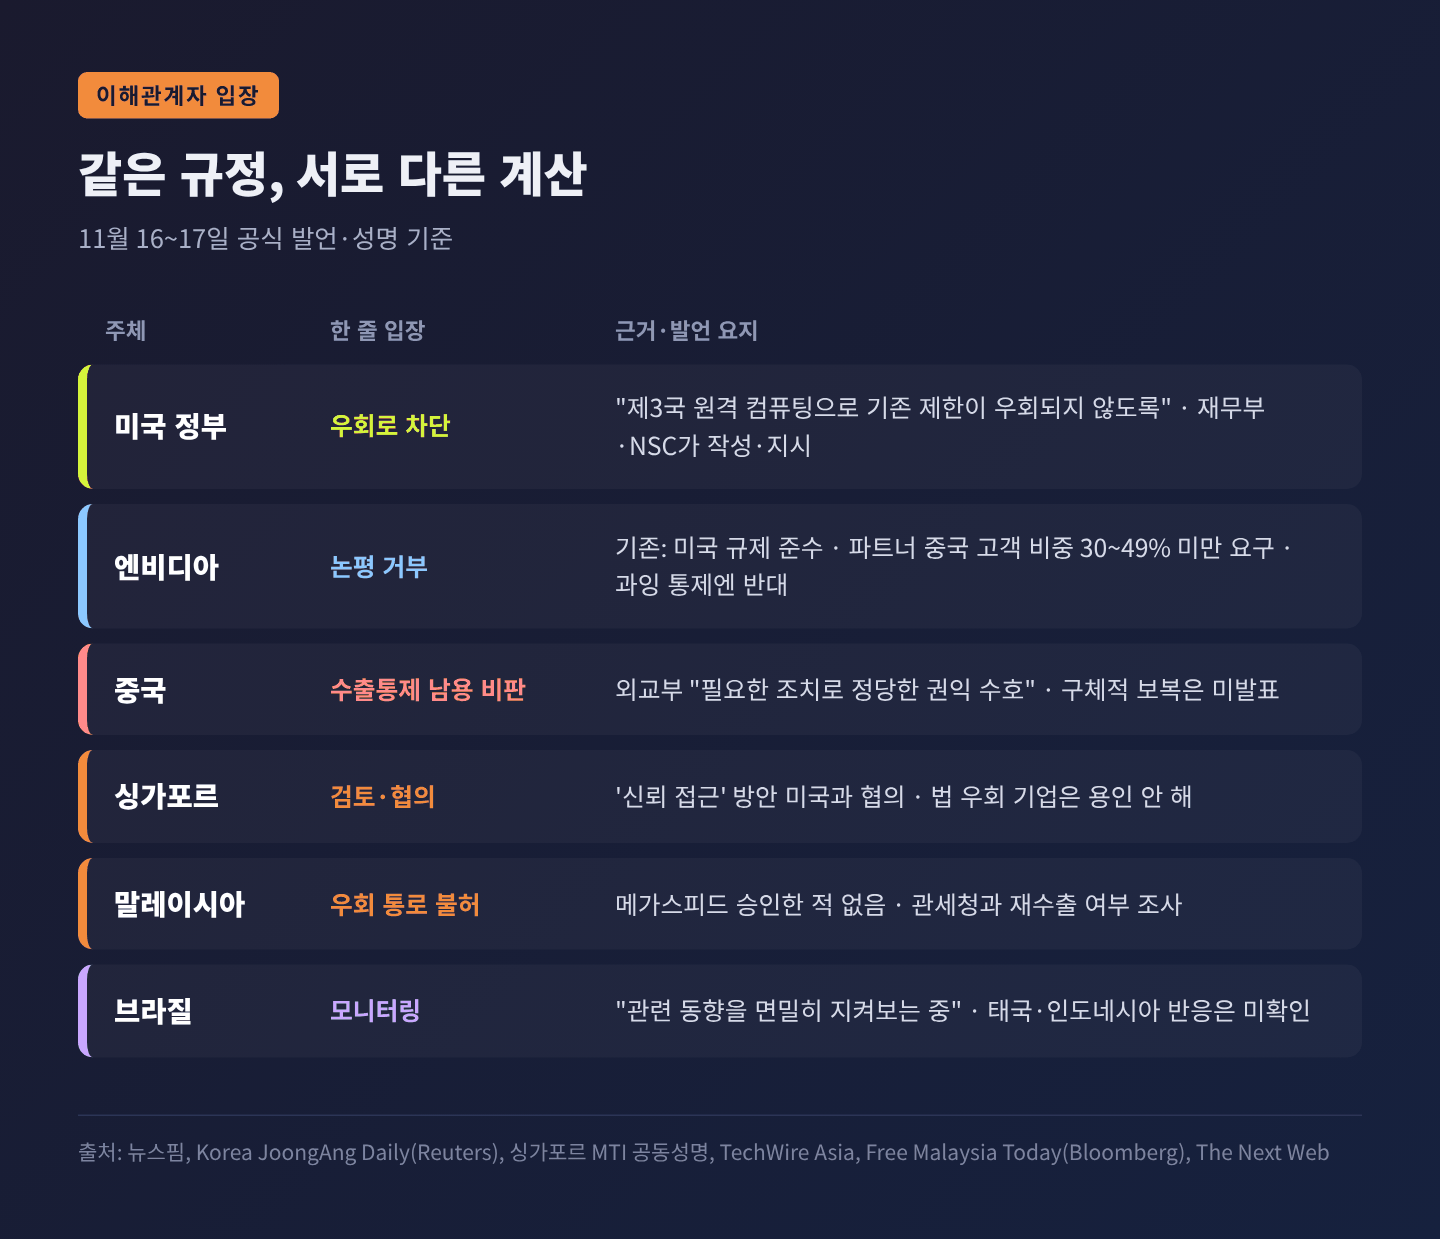 이해관계자 입장
같은 규정, 서로 다른 계산
11월 16~17일 공식 발언·성명 기준
주체 한 줄 입장 근거·발언 요지
미국 정부 우회로 차단 "제3국 원격 컴퓨팅으로 기존 제한이 우회되지 않도록" · 재무부
·NSC가 작성·지시
엔비디아 논평 거부 기존: 미국 규제 준수 · 파트너 중국 고객 비중 30~49% 미만 요구 ·
과잉 통제엔 반대
중국 수출통제 남용 비판 외교부 "필요한 조치로 정당한 권익 수호" · 구체적 보복은 미발표
싱가포르 검토·협의 '신뢰 접근' 방안 미국과 협의 · 법 우회 기업은 용인 안 해
말레이시아 우회 통로 불허 메가스피드 승인한 적 없음 · 관세청과 재수출 여부 조사
브라질 모니터링 "관련 동향을 면밀히 지켜보는 중" · 태국·인도네시아 반응은 미확인
출처: 뉴스핌, Korea JoongAng Daily(Reuters), 싱가포르 MTI 공동성명, TechWire Asia, Free Malaysia Today(Bloomberg), The Next Web